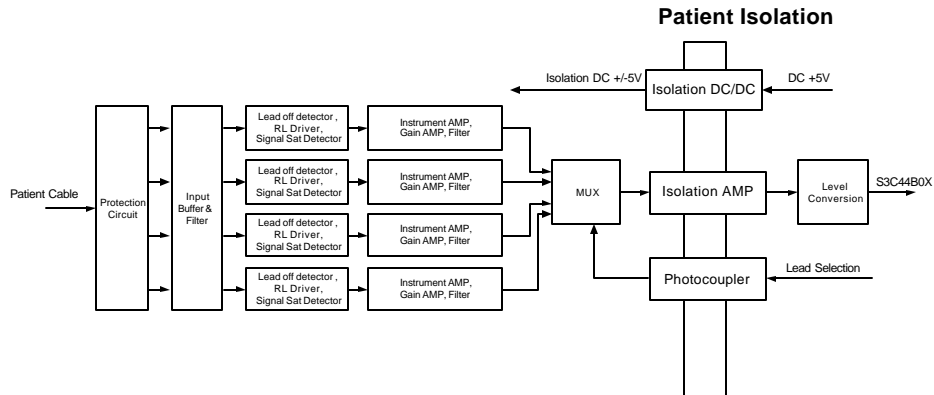 Patient Isolation
Isolation DC +/-5V
Isolation DC/DC
DC +5V
Patient Cable
Protection
Circuit
Input
Buffer &
Filter
Lead off detector ,
RL Driver,
Signal Sat Detector
Instrument AMP,
Gain AMP, Filter
Lead off detector ,
RL Driver,
Signal Sat Detector
Instrument AMP,
Gain AMP, Filter
Lead off detector ,
RL Driver,
Signal Sat Detector
Instrument AMP,
Gain AMP, Filter
Lead off detector ,
RL Driver,
Signal Sat Detector
Instrument AMP,
Gain AMP, Filter
MUX
Isolation AMP
Level
Conversion
S3C44B0X
Photocoupler
Lead Selection